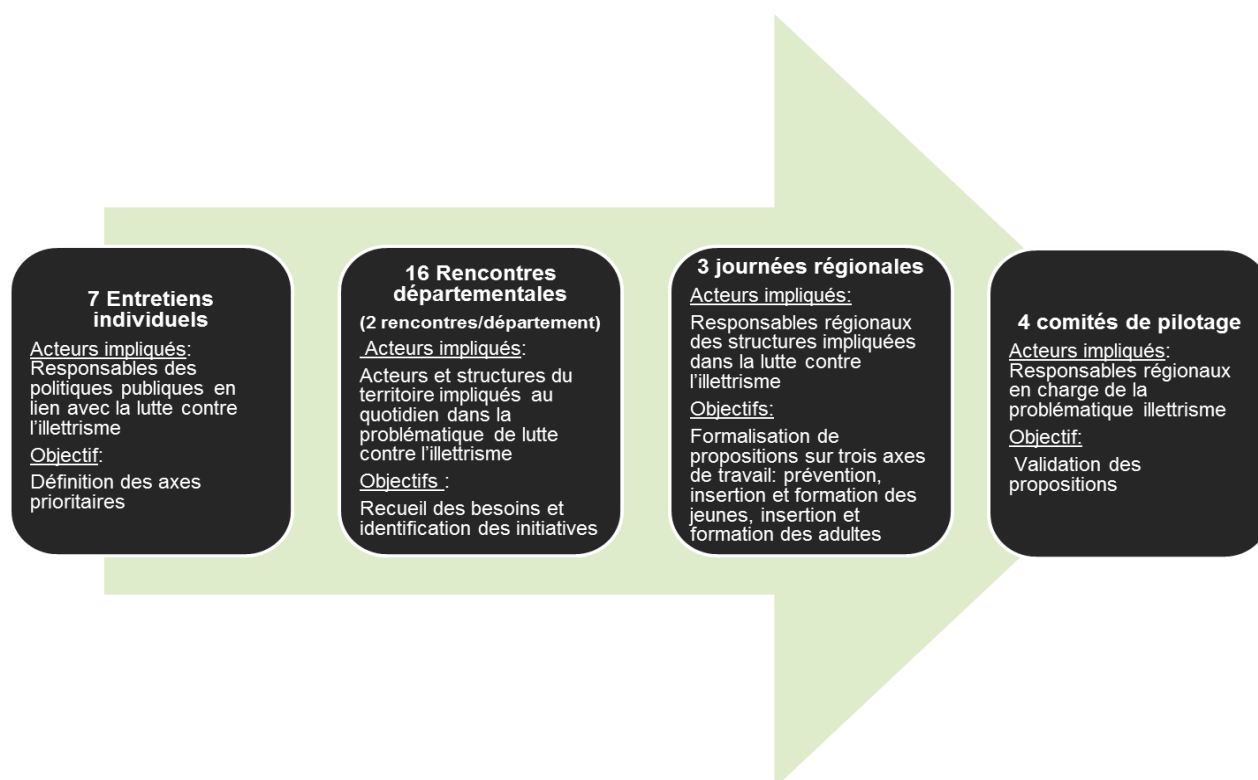 7 Entretiens
individuels
Acteurs impliqués:
Responsables des
politiques publiques en
lien avec la lutte contre
l'illettrisme
Objectif:
Définition des axes
prioritaires
16 Rencontres
départementales
(2 rencontres/département)
Acteurs impliqués:
Acteurs et structures du
territoire impliqués au
quotidien dans la
problématique de lutte
contre l'illettrisme
Objectifs :
Recueil des besoins et
identification des initiatives
3 journées régionales
Acteurs impliqués:
Responsables régionaux
des structures impliquées
dans la lutte contre
l'illettrisme
Objectifs:
Formalisation de
propositions sur trois axes
de travail: prévention,
insertion et formation des
jeunes, insertion et
formation des adultes
4 comités de pilotage
Acteurs impliqués:
Responsables régionaux
en charge de la
problématique illettrisme
Objectif:
Validation des
propositions